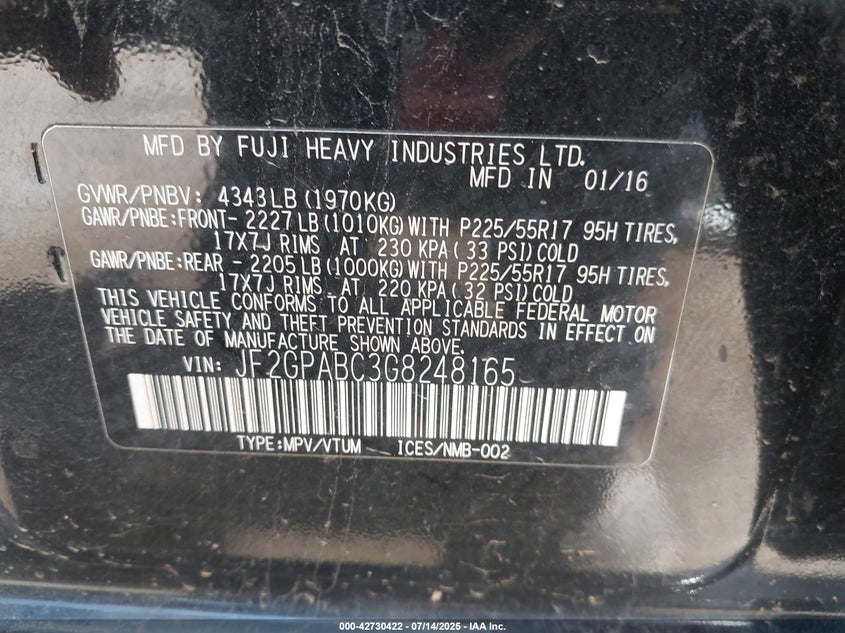 MFD BY FUJI HEAVY INDUSTRIES LTD.
MFD IN 01/16
GVWR/PNBV: 4343LB(1970KG)
GAWR/PNBE:FRONT- 2227LB(1010KG)WITH P225/55R17 95H TIRES,
17X7J RIMS AT 230 KPA(33 PSI)COLD
GAWR/PNBE:REAR - 2205LB(1000KG)WITH P225/55R17 95H TIRES,
17X7J RIMS AT 220 KPA(32 PSI)COLD
THIS VEHICLE CONFORMS TO ALL APPLICABLE FEDERAL MOTOR
VEHICLE SAFETY AND THEFT PREVENTION STANDARDS IN EFFECT ON
THE DATE OF MANUFACTURE SHOWN ABOVE.
VIN: JF2GPABC3G8248165
TYPE:MPV/VTUM ICES/NMB-002
000-42730422 - 07/14/2025 - IAA Inc.